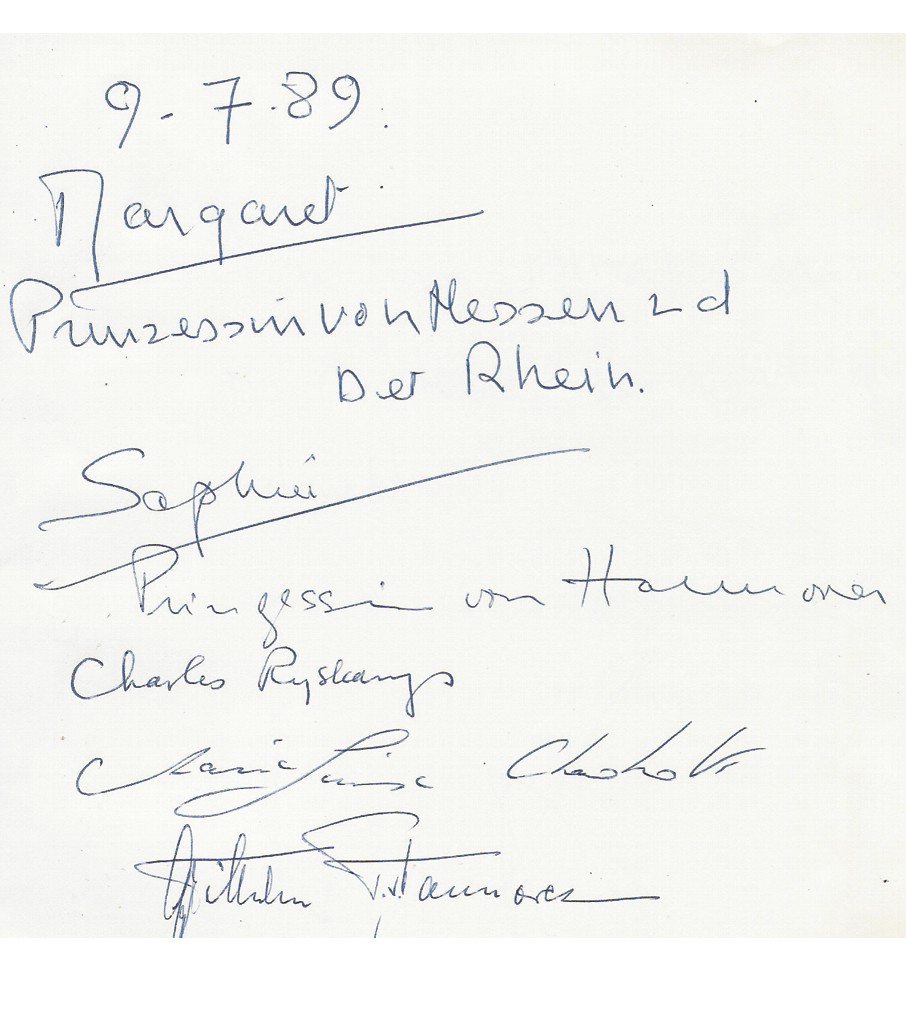 9.7.89.
Margaret
Prinzessin von Hessen und
Der Rhein.
Sophie
Prinzessin von Hannover
Charles Ryskamp
Marie Luise
Wilhelm v. Hannover